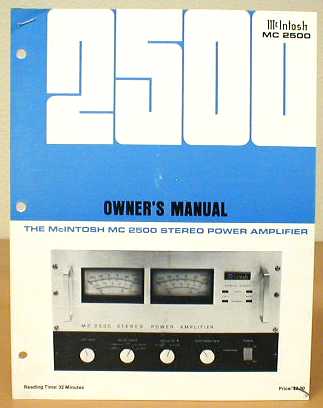 McIntosh
MC 2500
2500
OWNER'S MANUAL
THE McINTOSH MC 2500 STEREO POWER AMPLIFIER
MC 2500 STEREO POWER AMPLIFIER
Reading Time: 32 Minutes
Price: